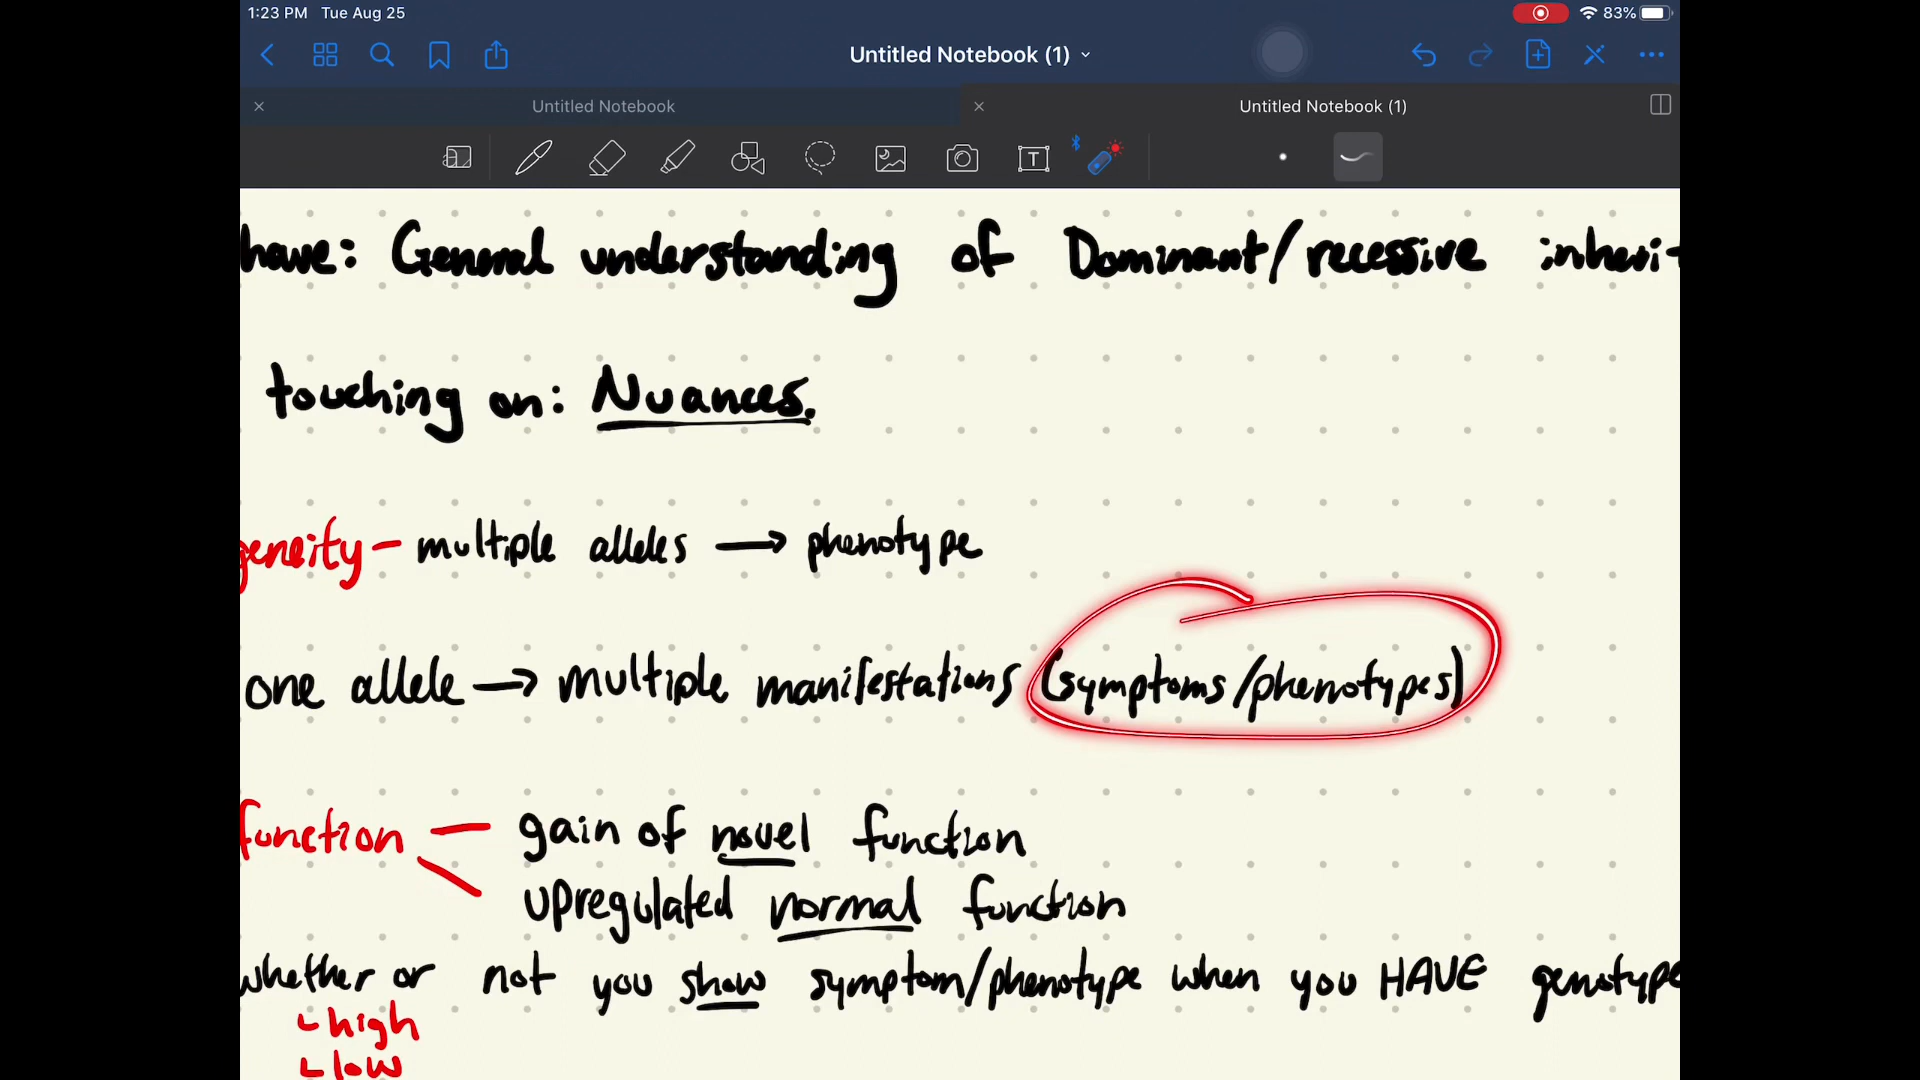 1:23 PM Tue Aug 25
83%
Untitled Notebook (1)
Untitled Notebook
Untitled Notebook (1)
T
have: General understanding of Dominant/recessive inherit
touching on: Nuances.
geneity - multiple alleles → phenotype
one allele → multiple manifestations (symptoms/phenotypes)
function - gain of novel function
upregulated normal function
whether or not you show symptom/phenotype when you HAVE genotype
high
low